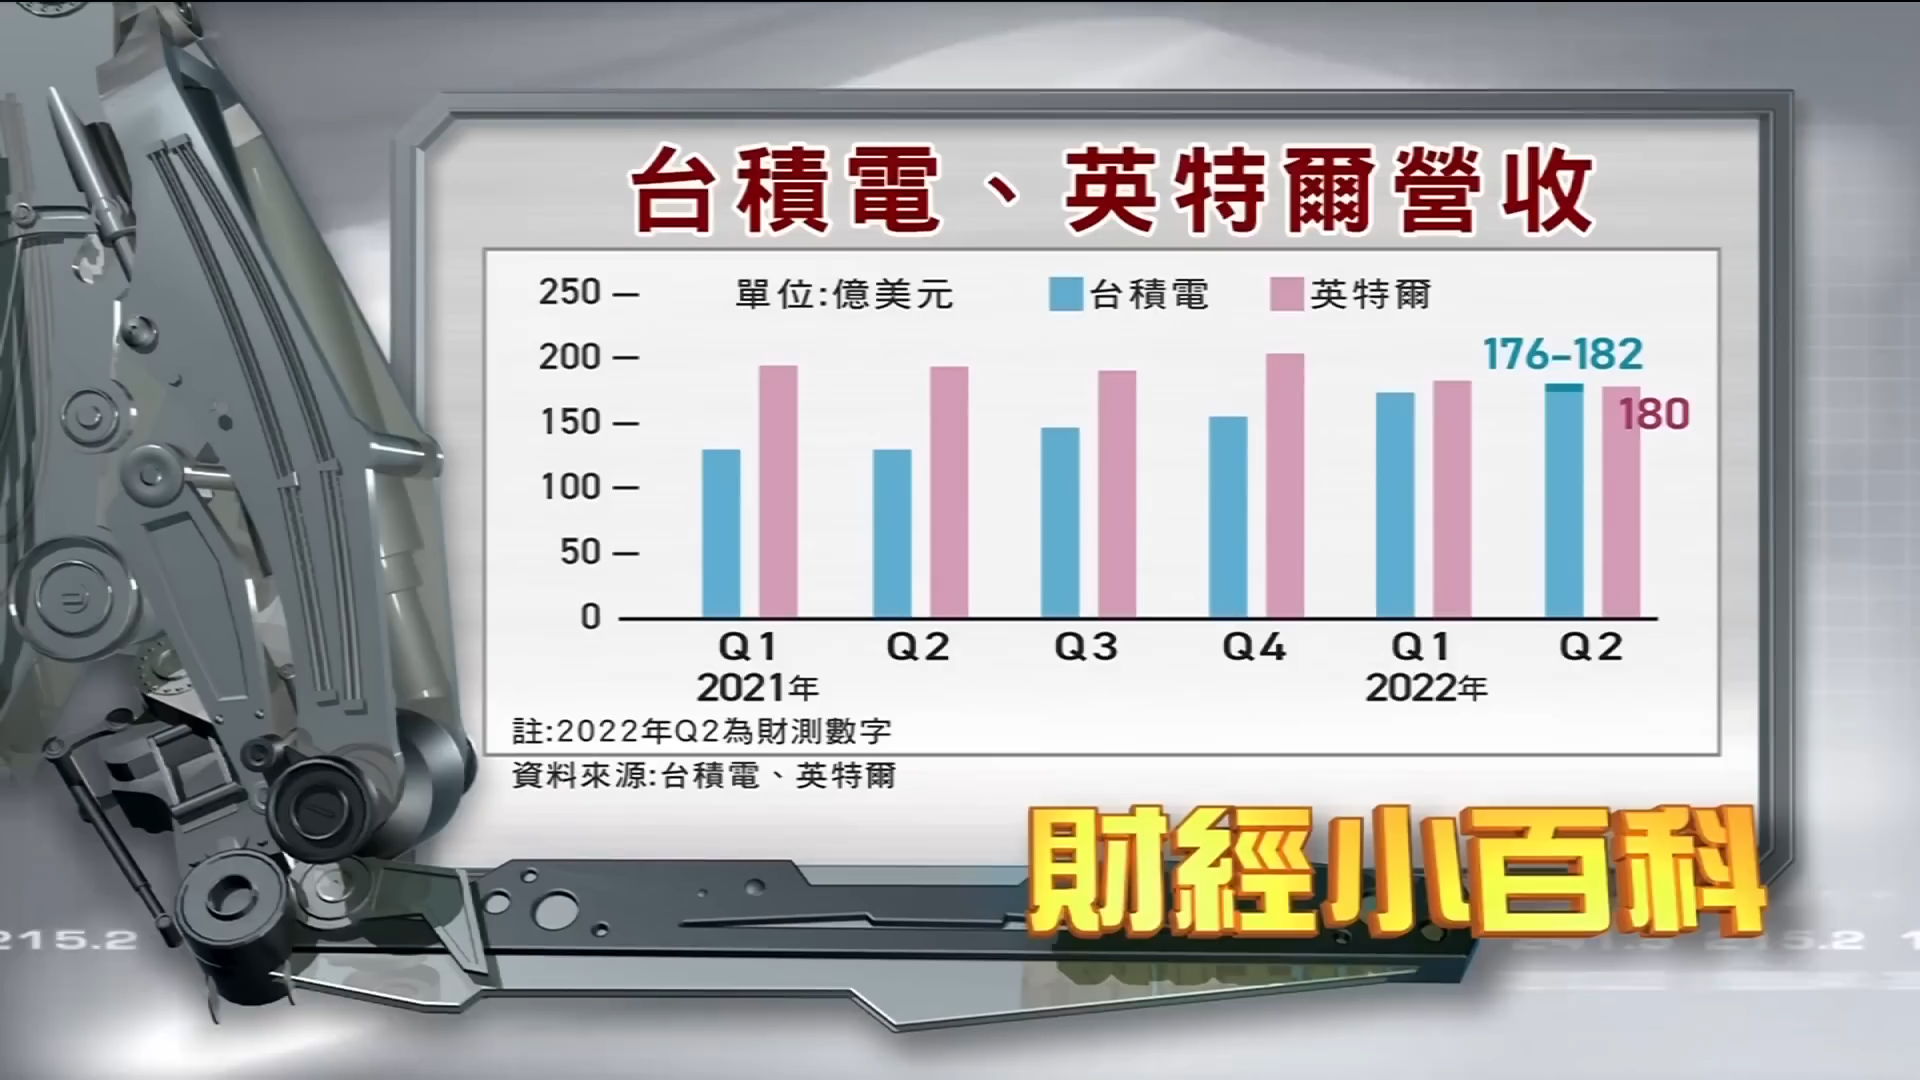 台積電、英特爾營收
單位:億美元 台積電 英特爾
250
200
150
100
50
0
176-182
180
Q1 Q2 Q3 Q4 Q1 Q2
2021年 2022年
註:2022年Q2為財測數字
資料來源:台積電、英特爾
財經小百科
215.2